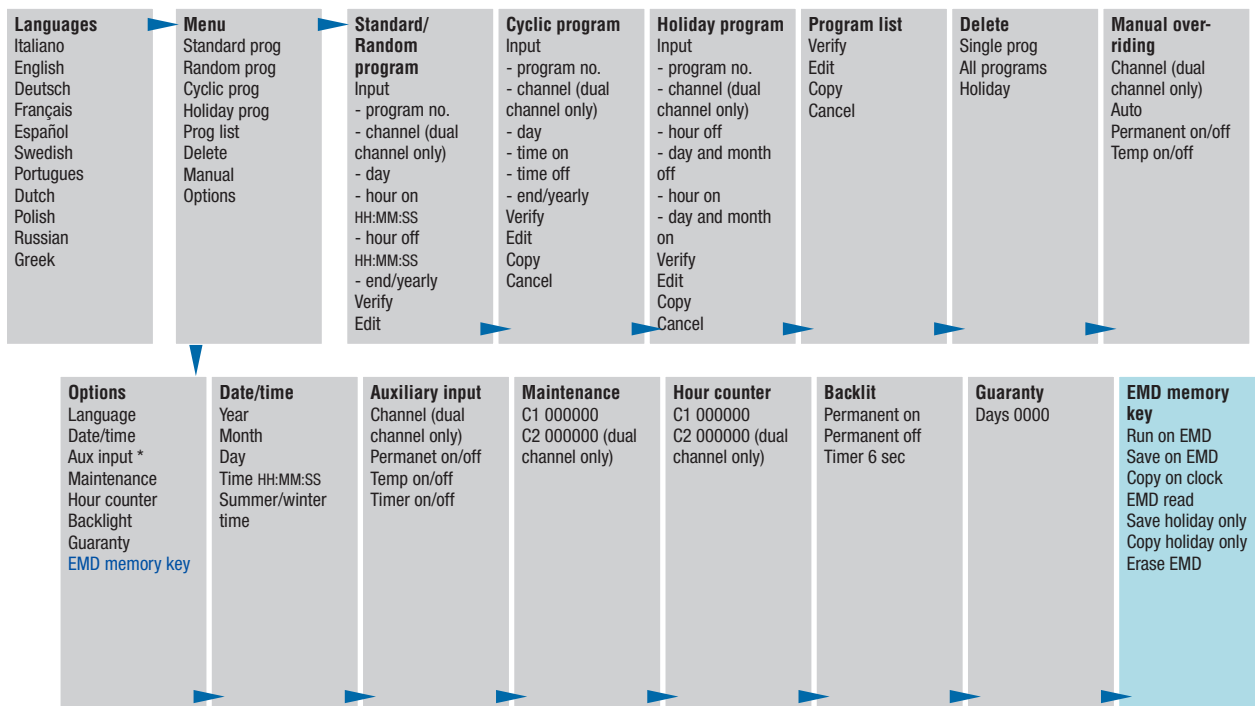 Languages
Italiano
English
Deutsch
Français
Español
Swedish
Portugues
Dutch
Polish
Russian
Greek
Menu
Standard prog
Random prog
Cyclic prog
Holiday prog
Prog list
Delete
Manual
Options
Standard/
Random
program
Input
- program no.
- channel (dual
channel only)
- day
- hour on
HH:MM:SS
- hour off
HH:MM:SS
- end/yearly
Verify
Edit
Cyclic program
Input
- program no.
- channel (dual
channel only)
- day
- time on
- time off
- end/yearly
Verify
Edit
Copy
Cancel
Holiday program
Input
- program no.
- channel (dual
channel only)
- hour off
- day and month
off
- hour on
- day and month
on
Verify
Edit
Copy
Cancel
Program list
Verify
Edit
Copy
Cancel
Delete
Single prog
All programs
Holiday
Manual over-
riding
Channel (dual
channel only)
Auto
Permanent on/off
Temp on/off
Options
Language
Date/time
Aux input *
Maintenance
Hour counter
Backlight
Guaranty
EMD memory key
Date/time
Year
Month
Day
Time HH:MM:SS
Summer/winter
time
Auxiliary input
Channel (dual
channel only)
Permanet on/off
Temp on/off
Timer on/off
Maintenance
C1 000000
C2 000000 (dual
channel only)
Hour counter
C1 000000
C2 000000 (dual
channel only)
Backlit
Permanent on
Permanent off
Timer 6 sec
Guaranty
Days 0000
EMD memory
key
Run on EMD
Save on EMD
Copy on clock
EMD read
Save holiday only
Copy holiday only
Erase EMD